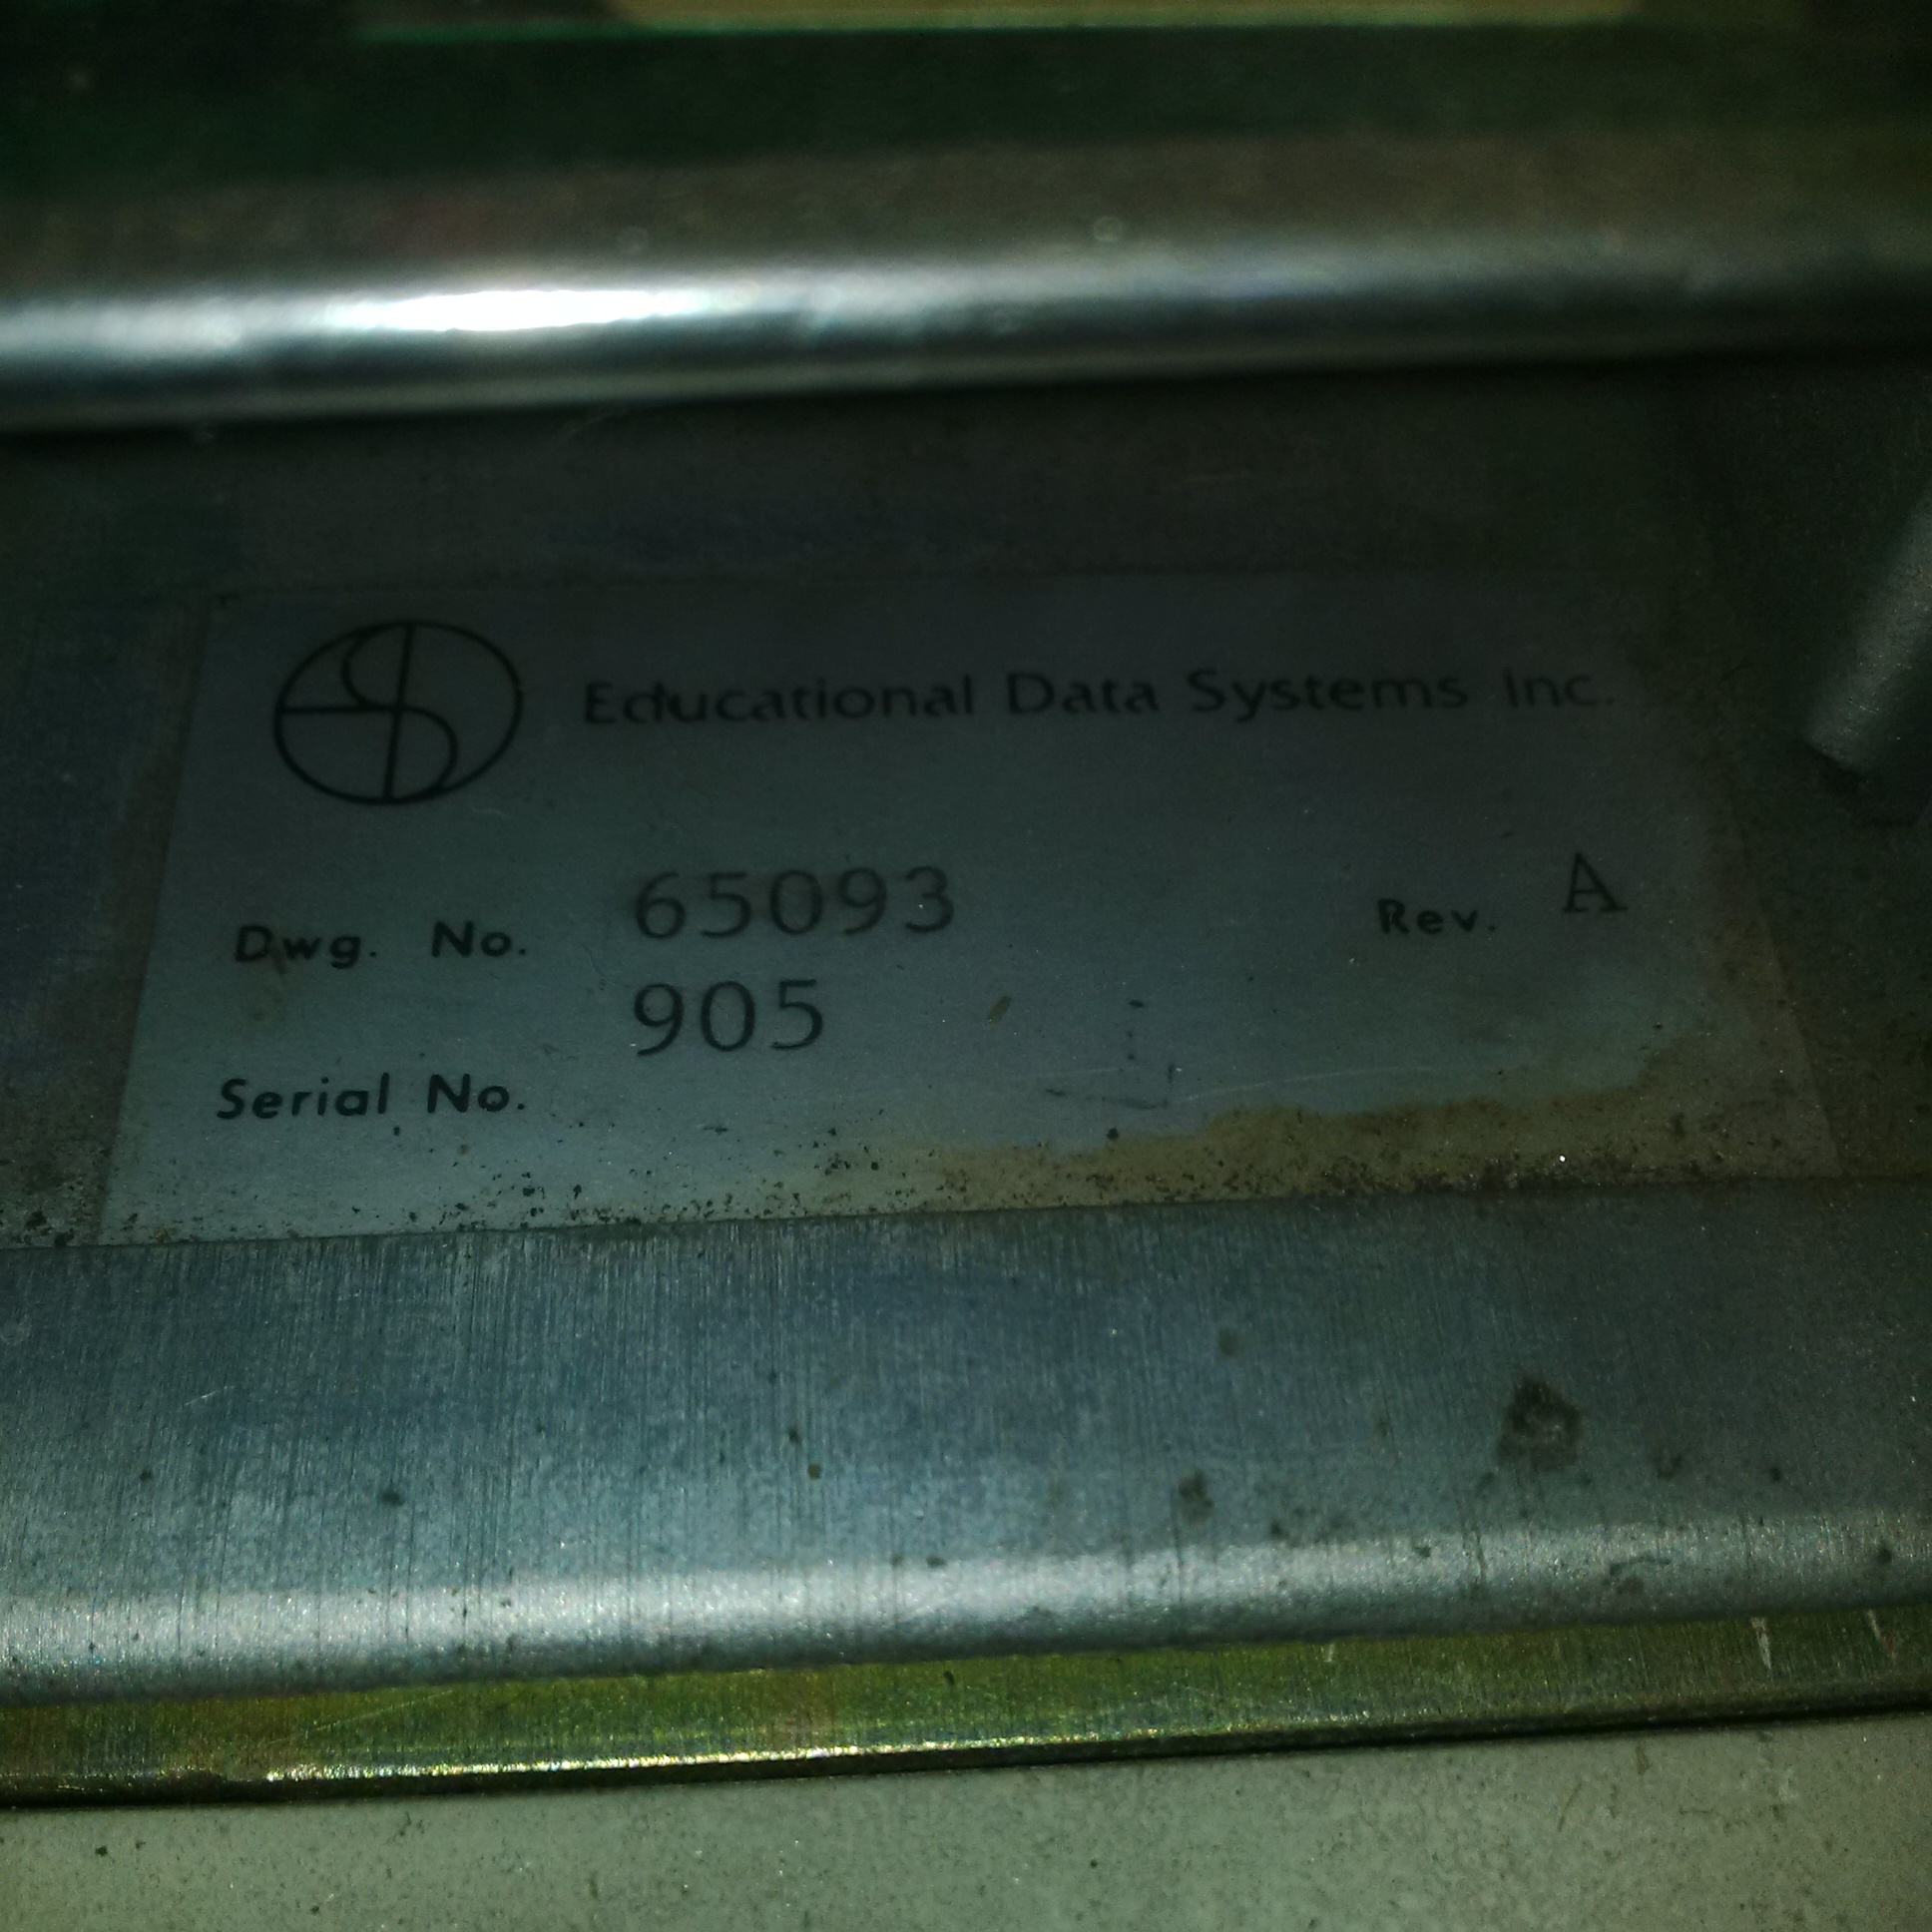 Educational Data Systems Inc.
Dwg. No. 65093 Rev. A
905
Serial No.